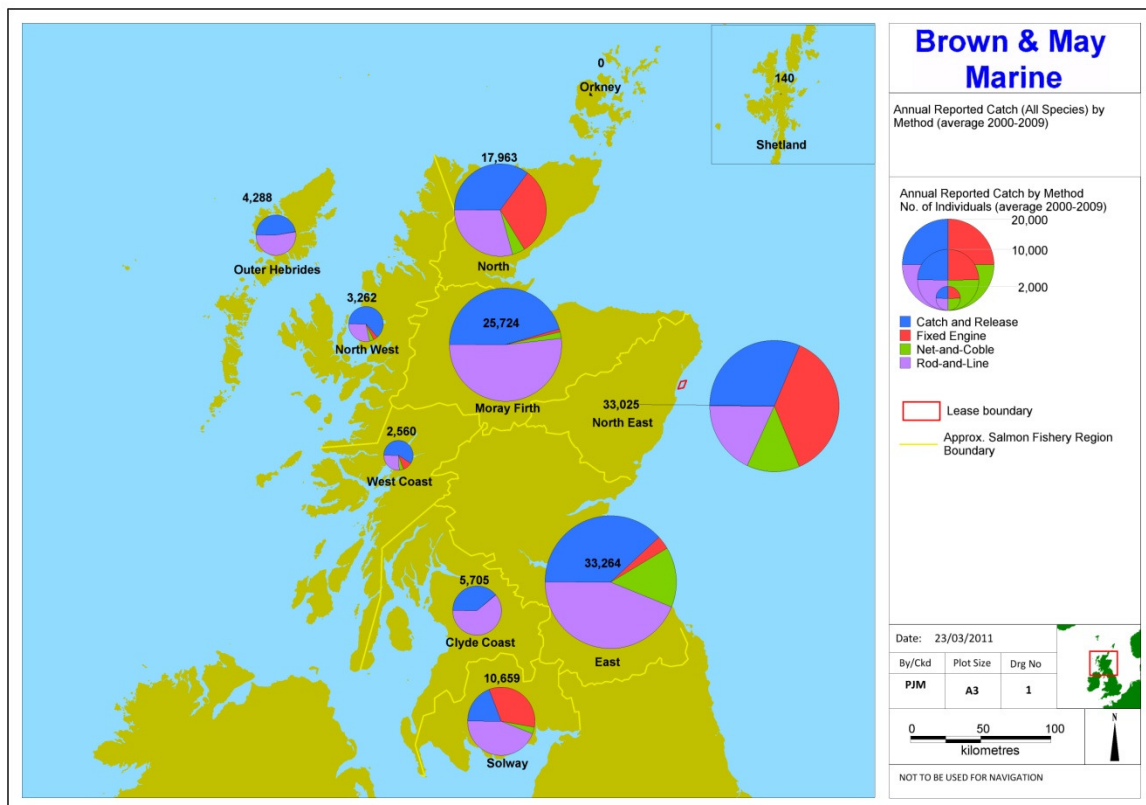 0
Orkney
140
Shetland
17,963
North
4,288
Outer Hebrides
3,262
North West
25,724
Moray Firth
33,025
North East
2,560
West Coast
33,264
East
5,705
Clyde Coast
10,659
Solway
Brown & May
Marine
Annual Reported Catch (All Species) by
Method (average 2000-2009)
Annual Reported Catch by Method
No. of Individuals (average 2000-2009)
20,000
10,000
2,000
Catch and Release
Fixed Engine
Net-and-Coble
Rod-and-Line
Lease boundary
Approx. Salmon Fishery Region
Boundary
Date: 23/03/2011
By/Ckd Plot Size Drg No
PJM A3 1
0 50 100
kilometres
N
NOT TO BE USED FOR NAVIGATION